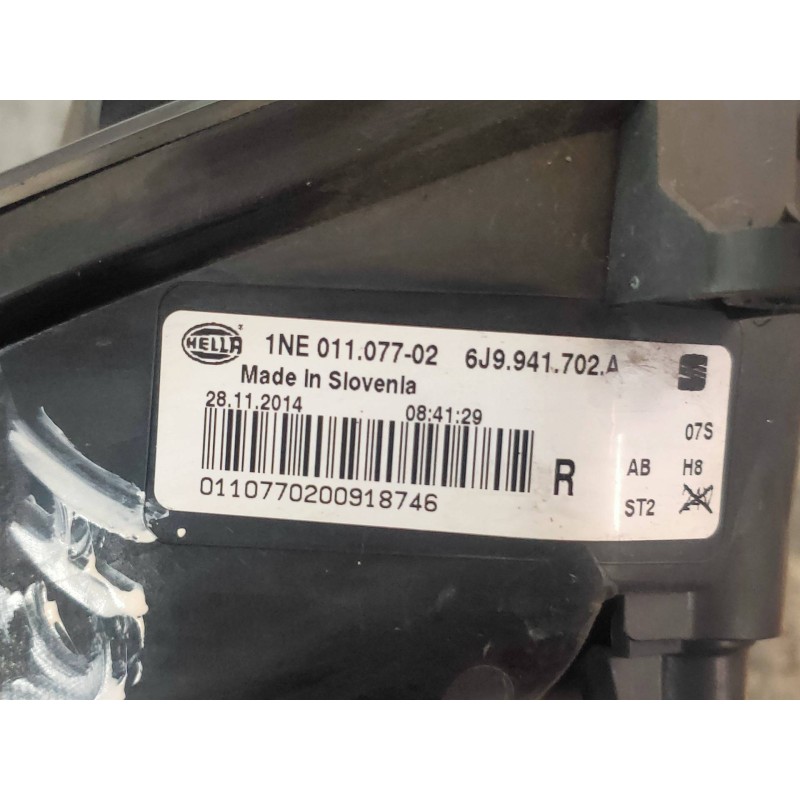 HELLA 1NE 011.077-02 6J9.941.702.A
Made In Slovenia
28.11.2014 08:41:29
07S
R AB H8
0110770200918746
ST2